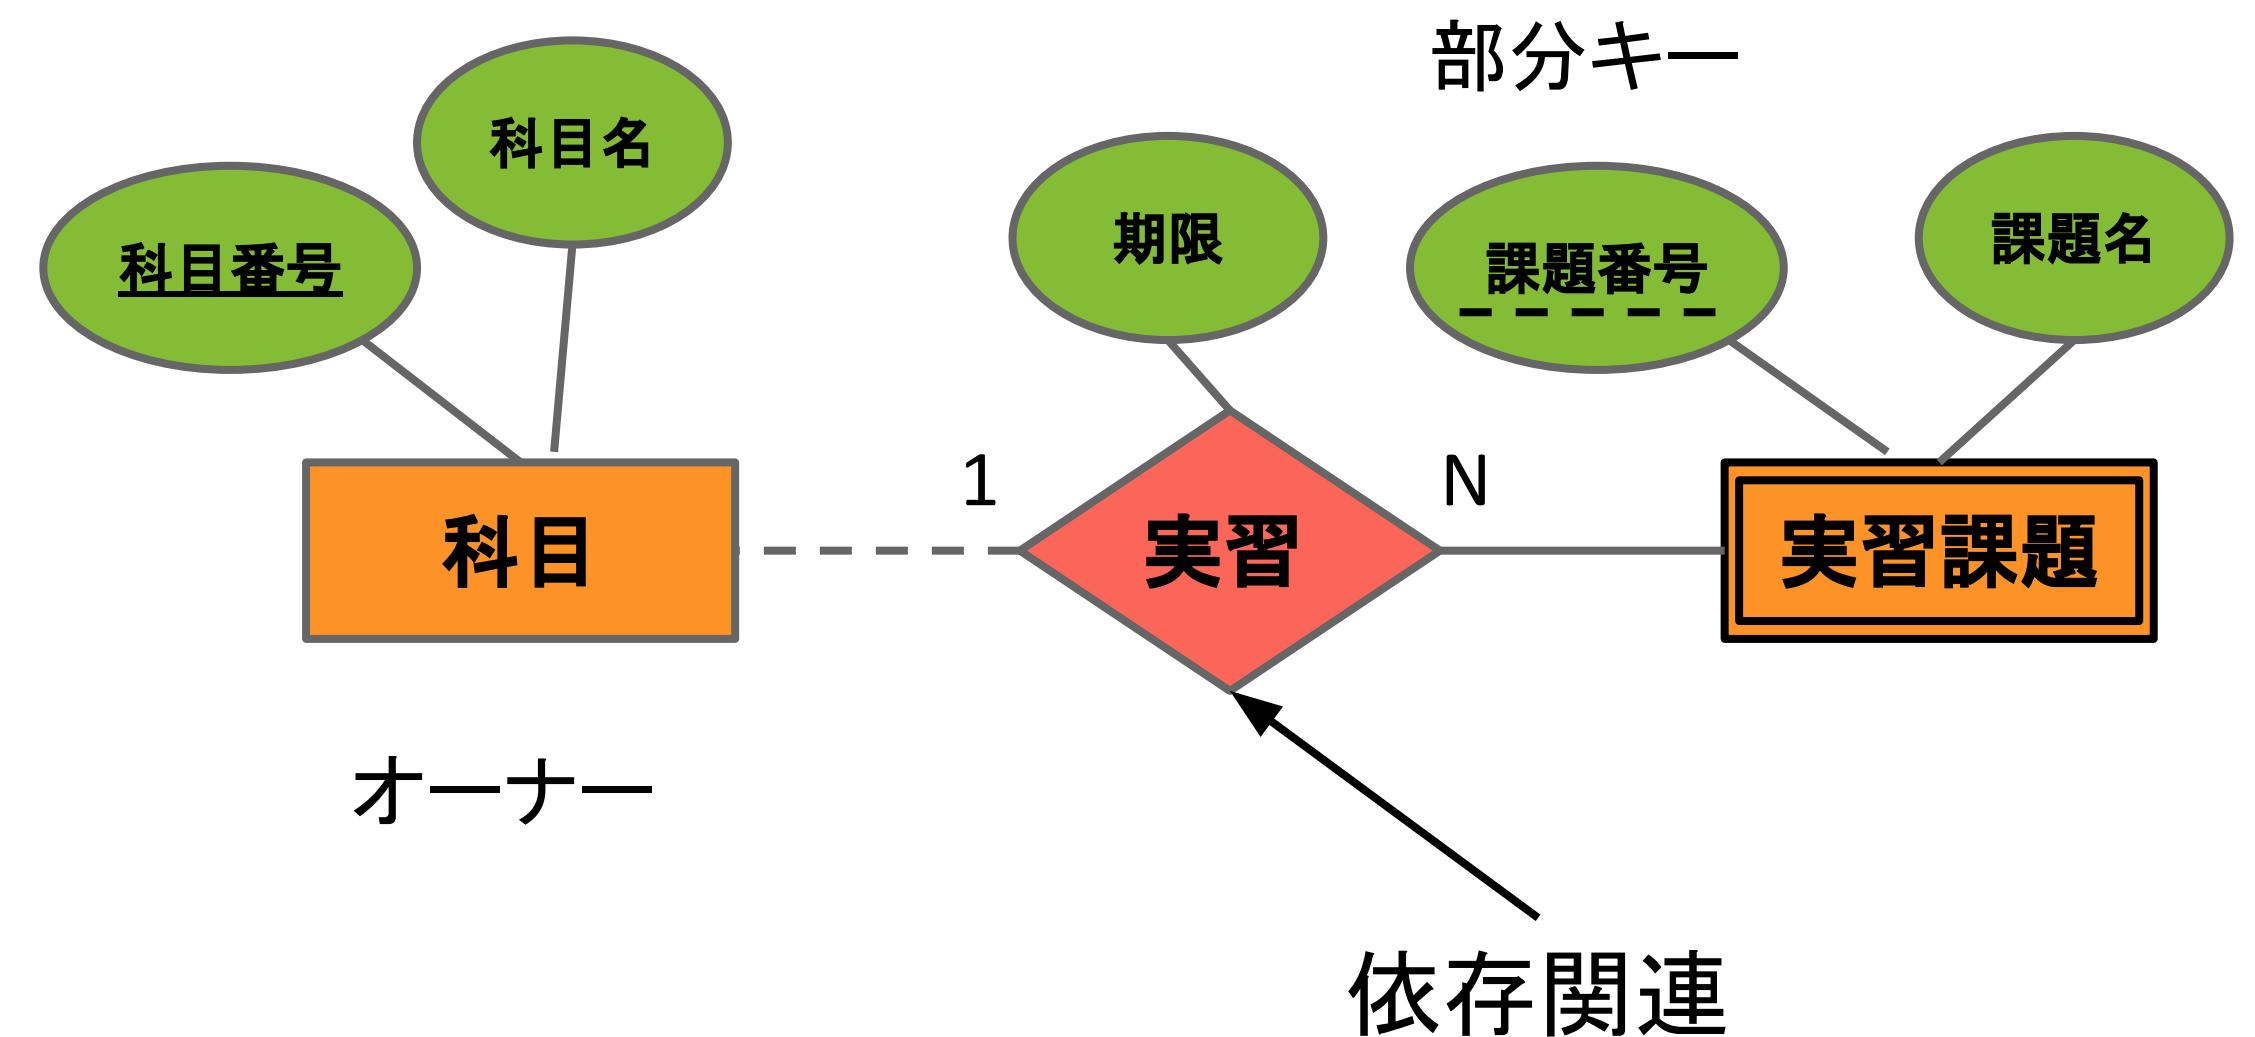 部分キー
科目名
科目番号
期限
課題番号
課題名
1
N
科目
実習
実習課題
オーナー
依存関連